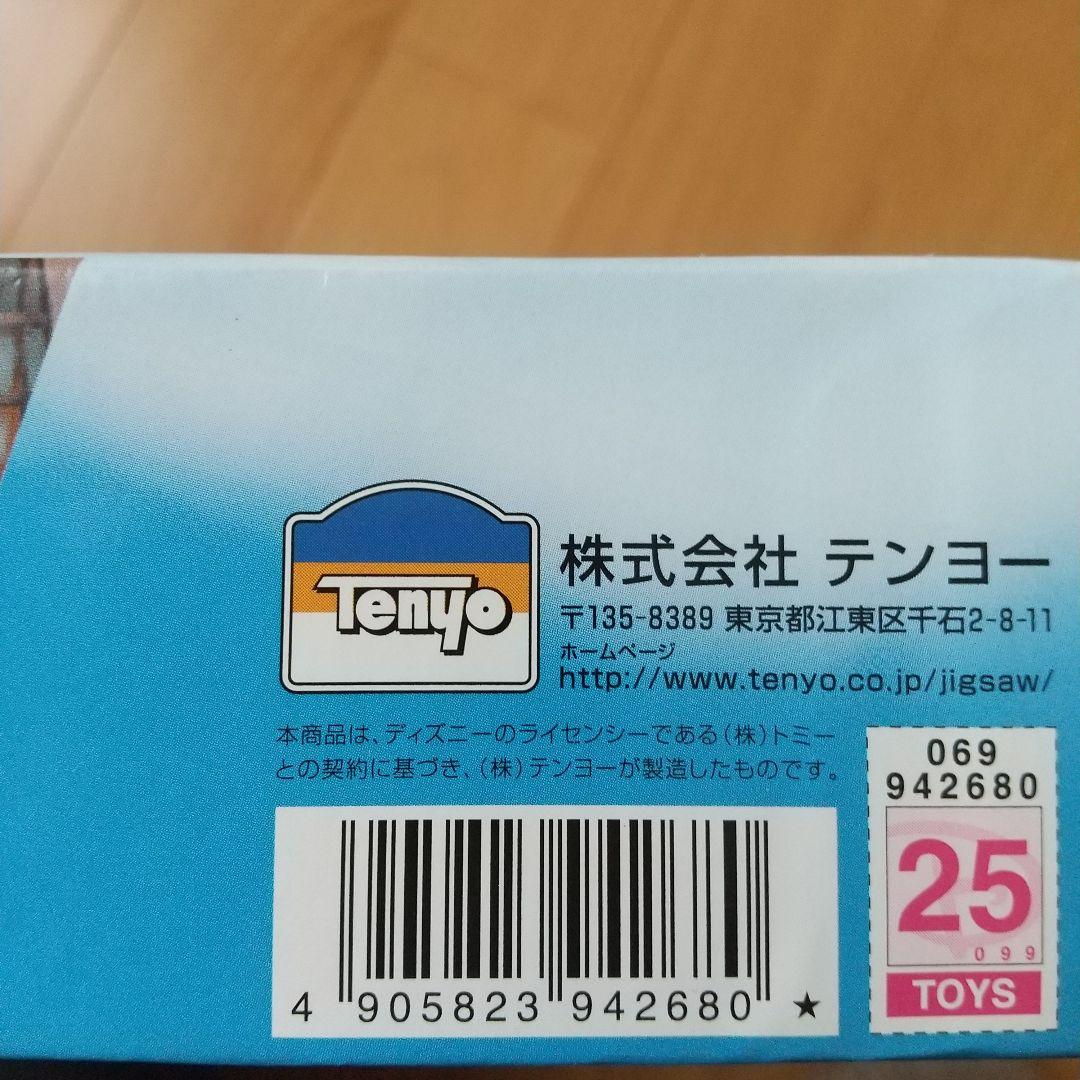 Tenyo
株式会社 テンヨー
〒135-8389 東京都江東区千石2-8-11
ホームページ
http://www.tenyo.co.jp/jigsaw/
本商品は、ディズニーのライセンシーである(株)トミー
との契約に基づき、(株)テンヨーが製造したものです。
4 905823 942680 ★
069
942680
25
099
TOYS